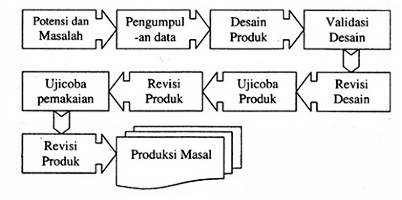 Potensi dan
Masalah
Pengumpul
-an data
Desain
Produk
Validasi
Desain
Ujicoba
pemakaian
Revisi
Produk
Ujicoba
Produk
Revisi
Desain
Revisi
Produk
Produksi Masal